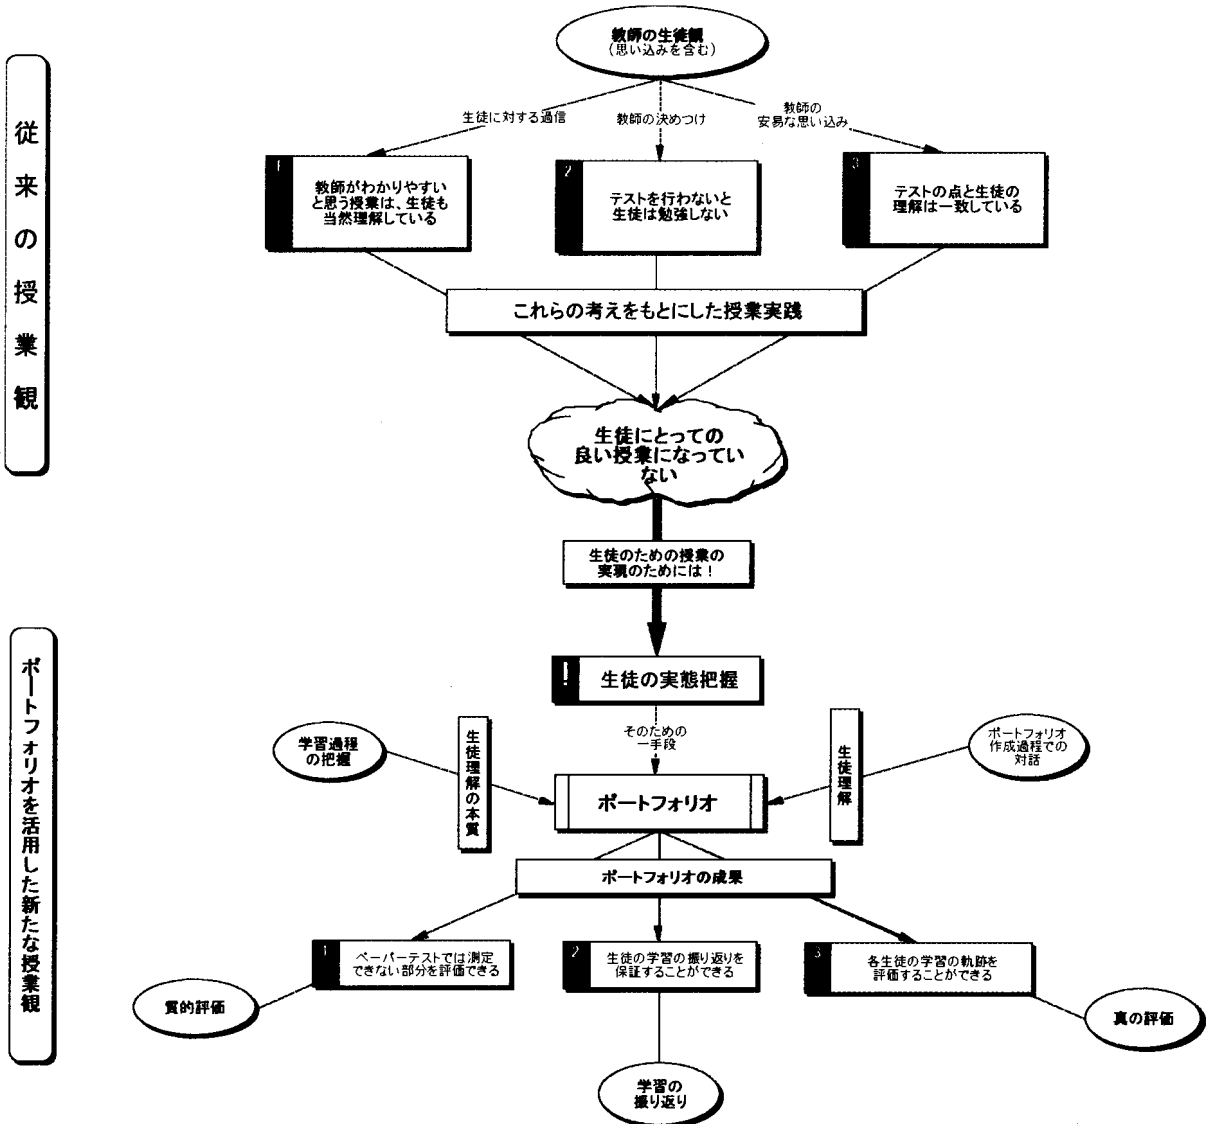 従来の授業観
教師の生徒観
(思い込みを含む)
生徒に対する過信
教師の決めつけ
教師の
安易な思い込み
1
教師がわかりやすい
と思う授業は、生徒も
当然理解している
2
テストを行わないと
生徒は勉強しない
3
テストの点と生徒の
理解は一致している
これらの考えをもとにした授業実践
生徒にとっての
良い授業になってい
ない
生徒のための授業の
実現のためには！
ポートフォリオを活用した新たな授業観
!
生徒の実態把握
そのための
一手段
学習過程
の把握
生徒理解の本質
ポートフォリオ
生徒理解
ポートフォリオ
作成過程での
対話
ポートフォリオの成果
1
ペーパーテストでは測定
できない部分を評価できる
2
生徒の学習の振り返りを
保証することができる
3
各生徒の学習の軌跡を
評価することができる
質的評価
学習の
振り返り
真の評価